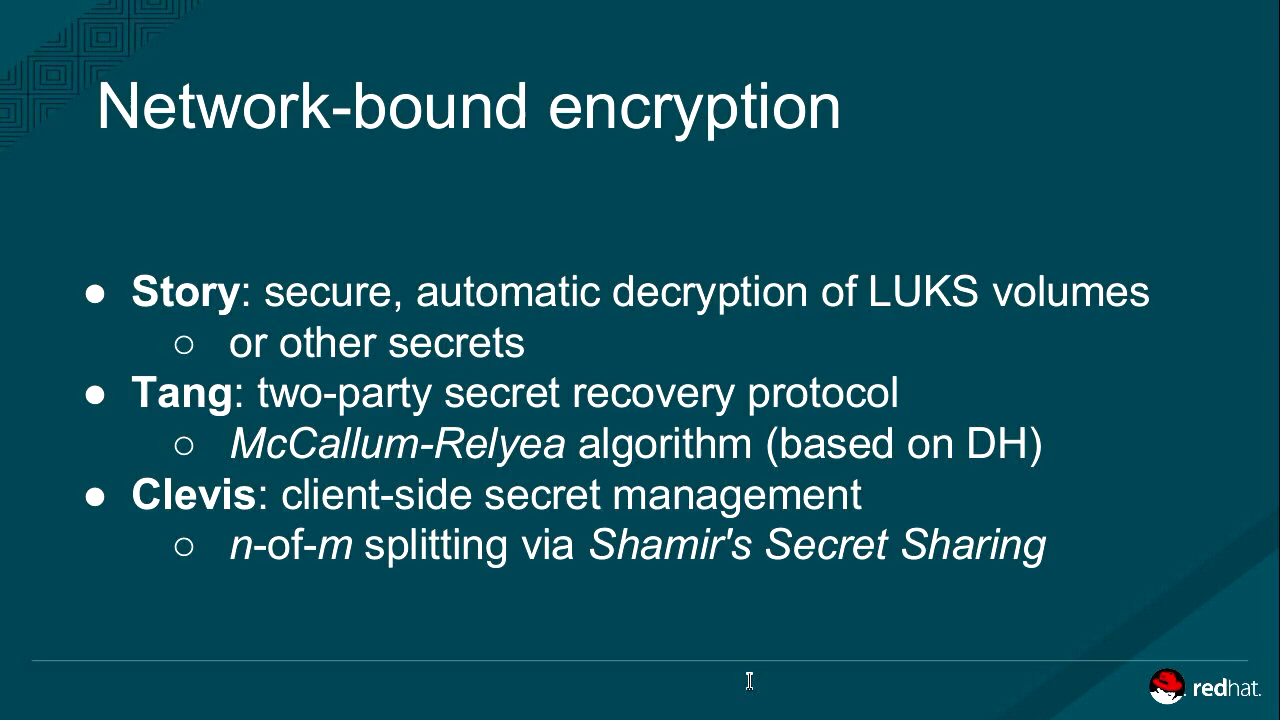 Network-bound encryption
● Story: secure, automatic decryption of LUKS volumes
○ or other secrets
● Tang: two-party secret recovery protocol
○ McCallum-Relyea algorithm (based on DH)
● Clevis: client-side secret management
○ n-of-m splitting via Shamir's Secret Sharing
redhat.